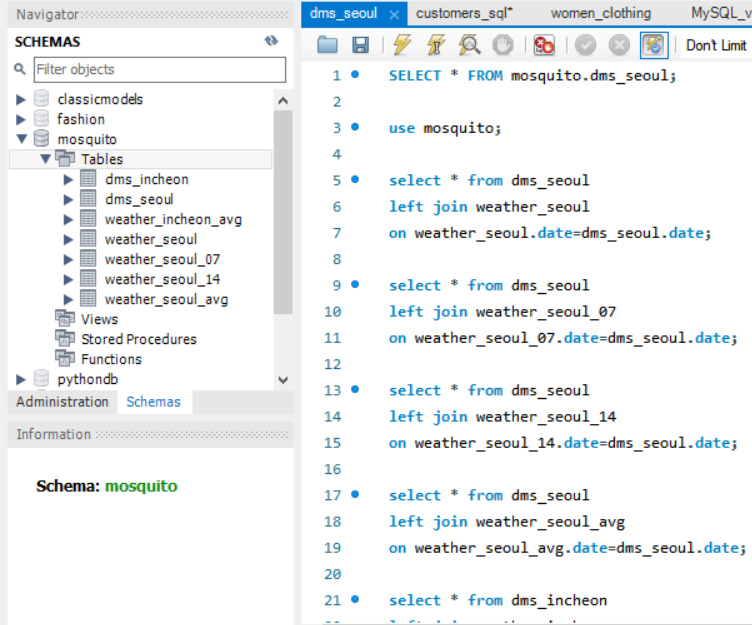 Navigator
SCHEMAS
Filter objects
classicmodels
fashion
mosquito
Tables
dms_incheon
dms_seoul
weather_incheon_avg
weather_seoul
weather_seoul_07
weather_seoul_14
weather_seoul_avg
Views
Stored Procedures
Functions
pythondb
Administration Schemas
Information
Schema: mosquito
dms_seoul × customers_sql* women_clothing MySQL_v
Don't Limit
1 SELECT * FROM mosquito.dms_seoul;
2
3 use mosquito;
4
5 select * from dms_seoul
6 left join weather_seoul
7 on weather_seoul.date=dms_seoul.date;
8
9 select * from dms_seoul
10 left join weather_seoul_07
11 on weather_seoul_07.date=dms_seoul.date;
12
13 select * from dms_seoul
14 left join weather_seoul_14
15 on weather_seoul_14.date=dms_seoul.date;
16
17 select * from dms_seoul
18 left join weather_seoul_avg
19 on weather_seoul_avg.date=dms_seoul.date;
20
21 select * from dms_incheon